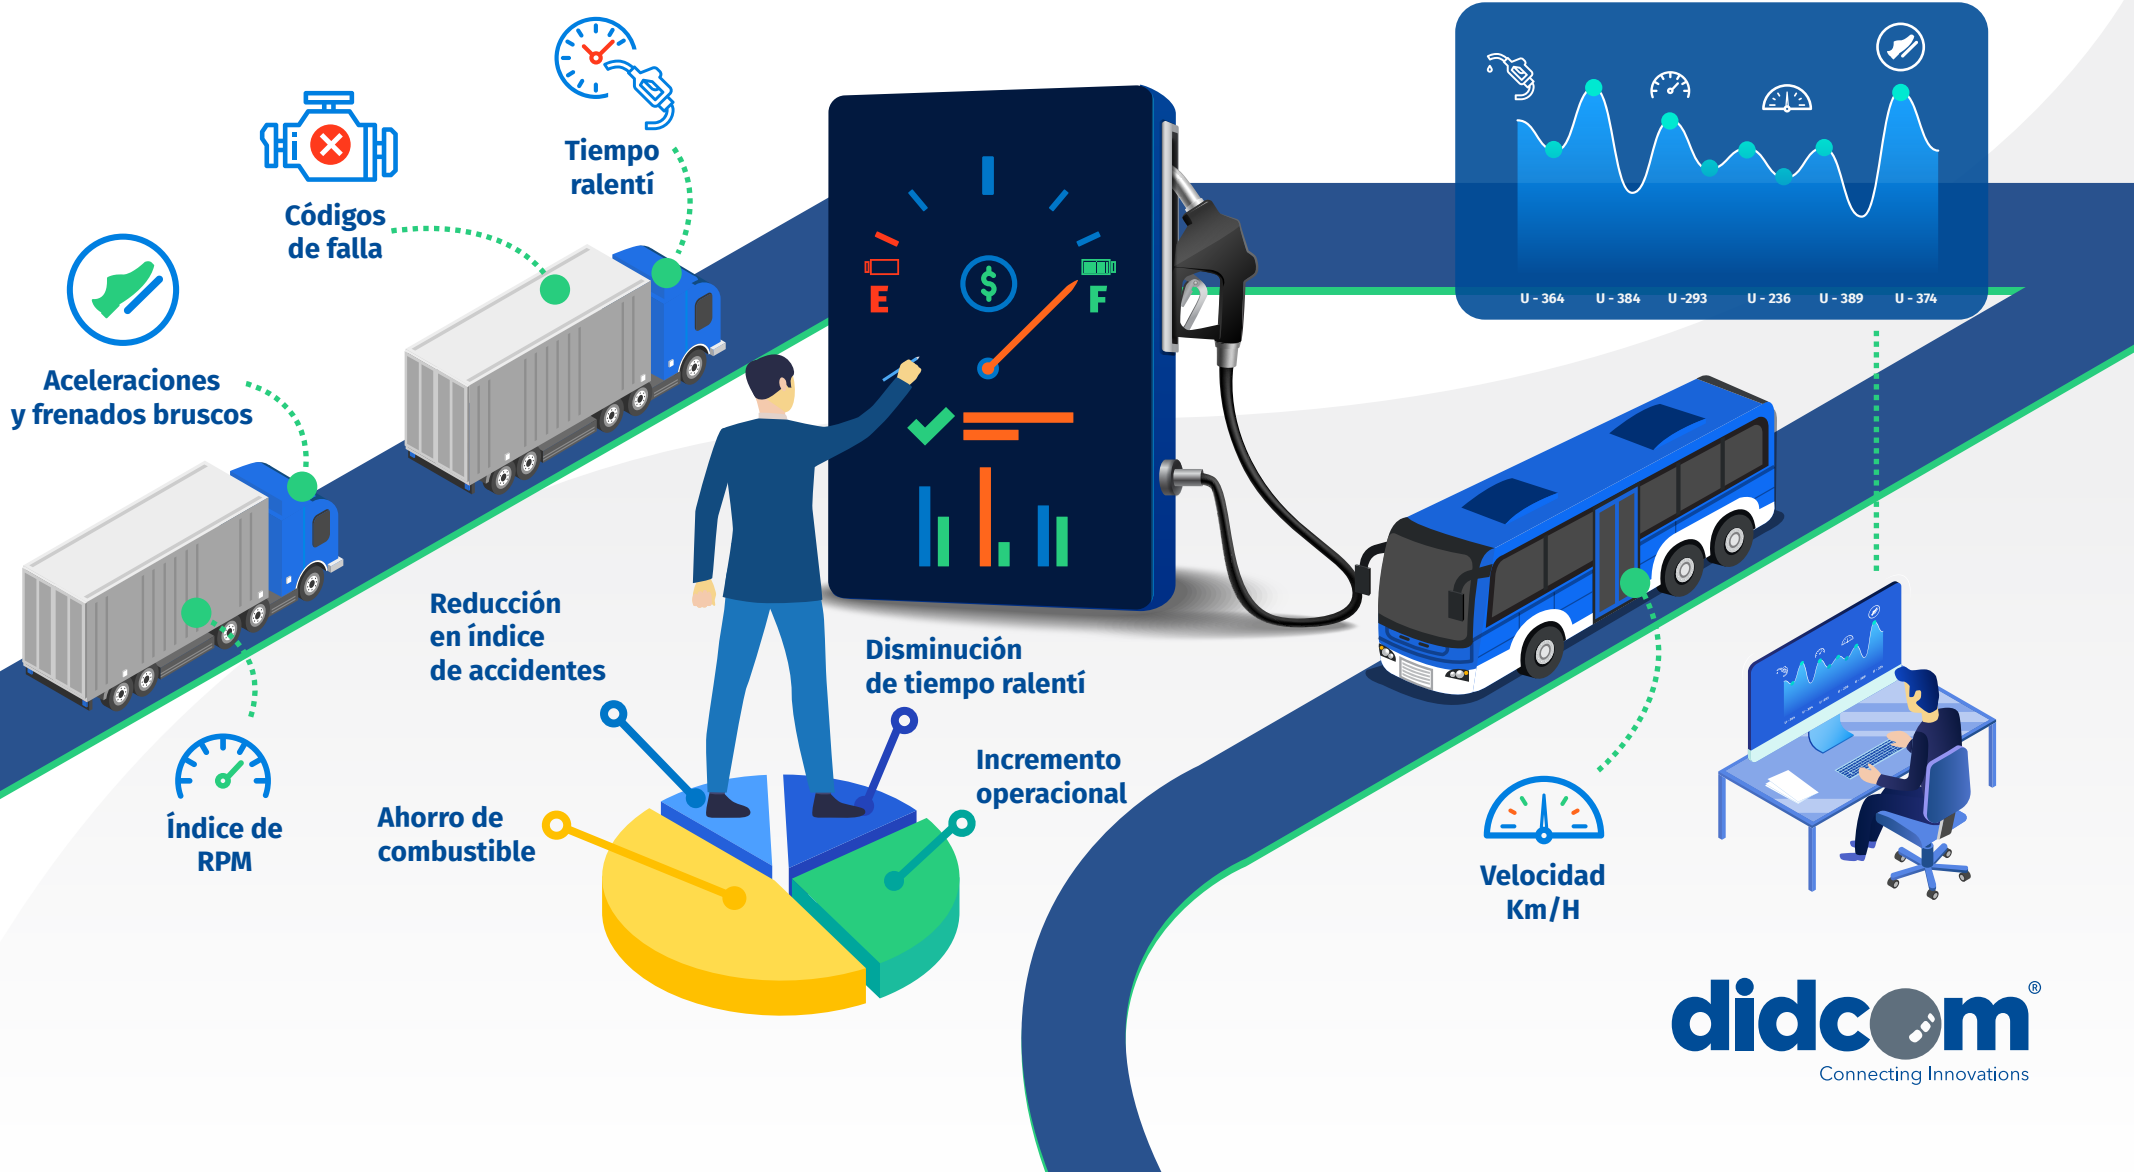 Tiempo
ralentí
Códigos
de falla
Aceleraciones
y frenados bruscos
Índice de
RPM
E
$
F
U - 364
U - 384
U -293
U - 236
U - 389
U - 374
Reducción
en índice
de accidentes
Disminución
de tiempo ralentí
Incremento
operacional
Ahorro de
combustible
Velocidad
Km/H
didcom®
Connecting Innovations